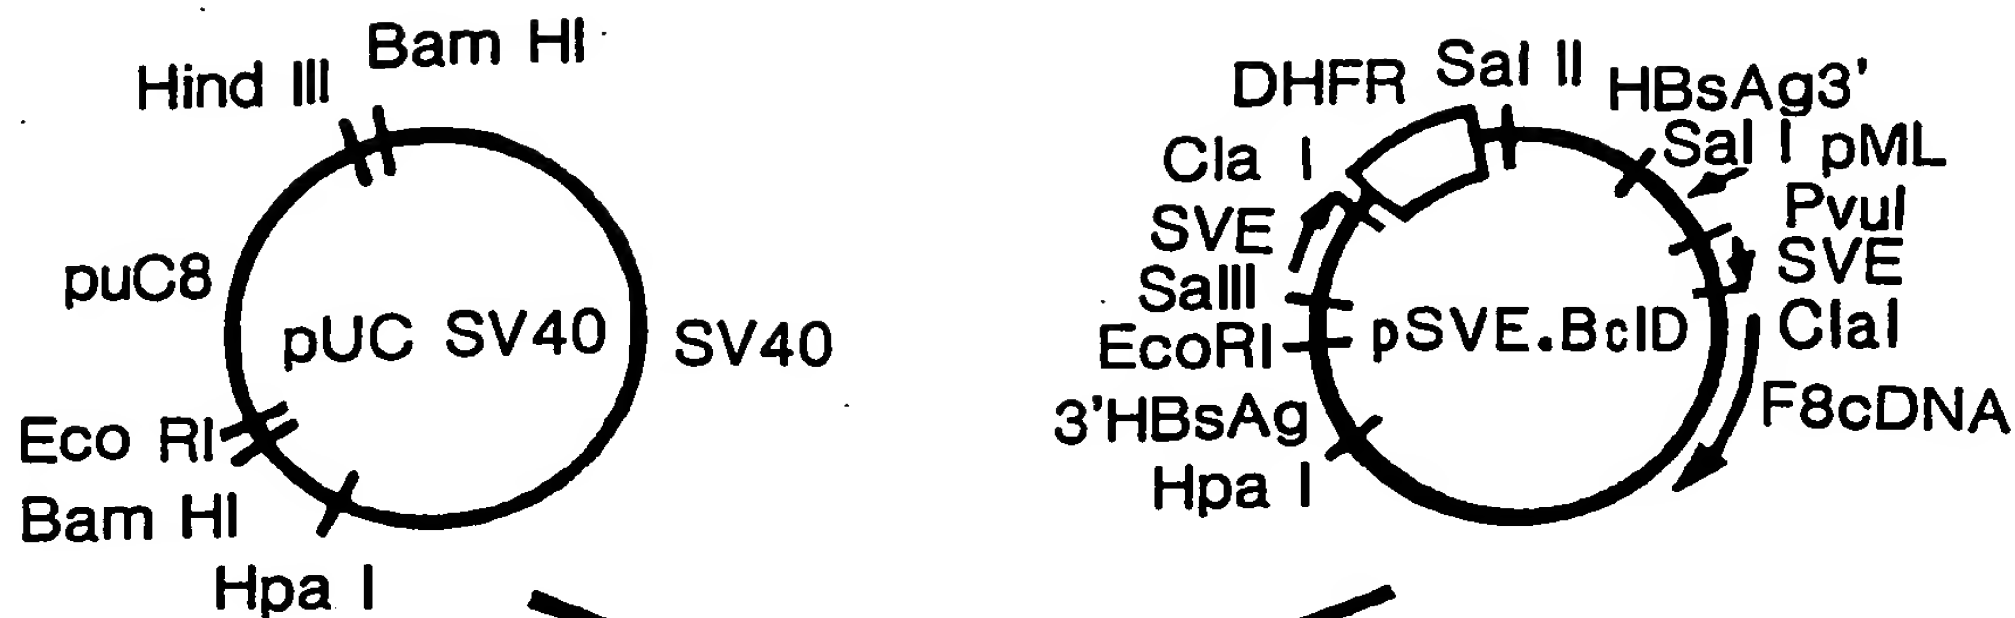 Bam HI
Hind III
puC8
pUC SV40
SV40
Eco RI
Bam HI
Hpa I
DHFR
Sal II
HBsAg3'
Sal I
pML
Cla I
PvuI
SVE
SVE
SalII
ClaI
EcoRI
pSVE.BclD
F8cDNA
3'HBsAg
Hpa I